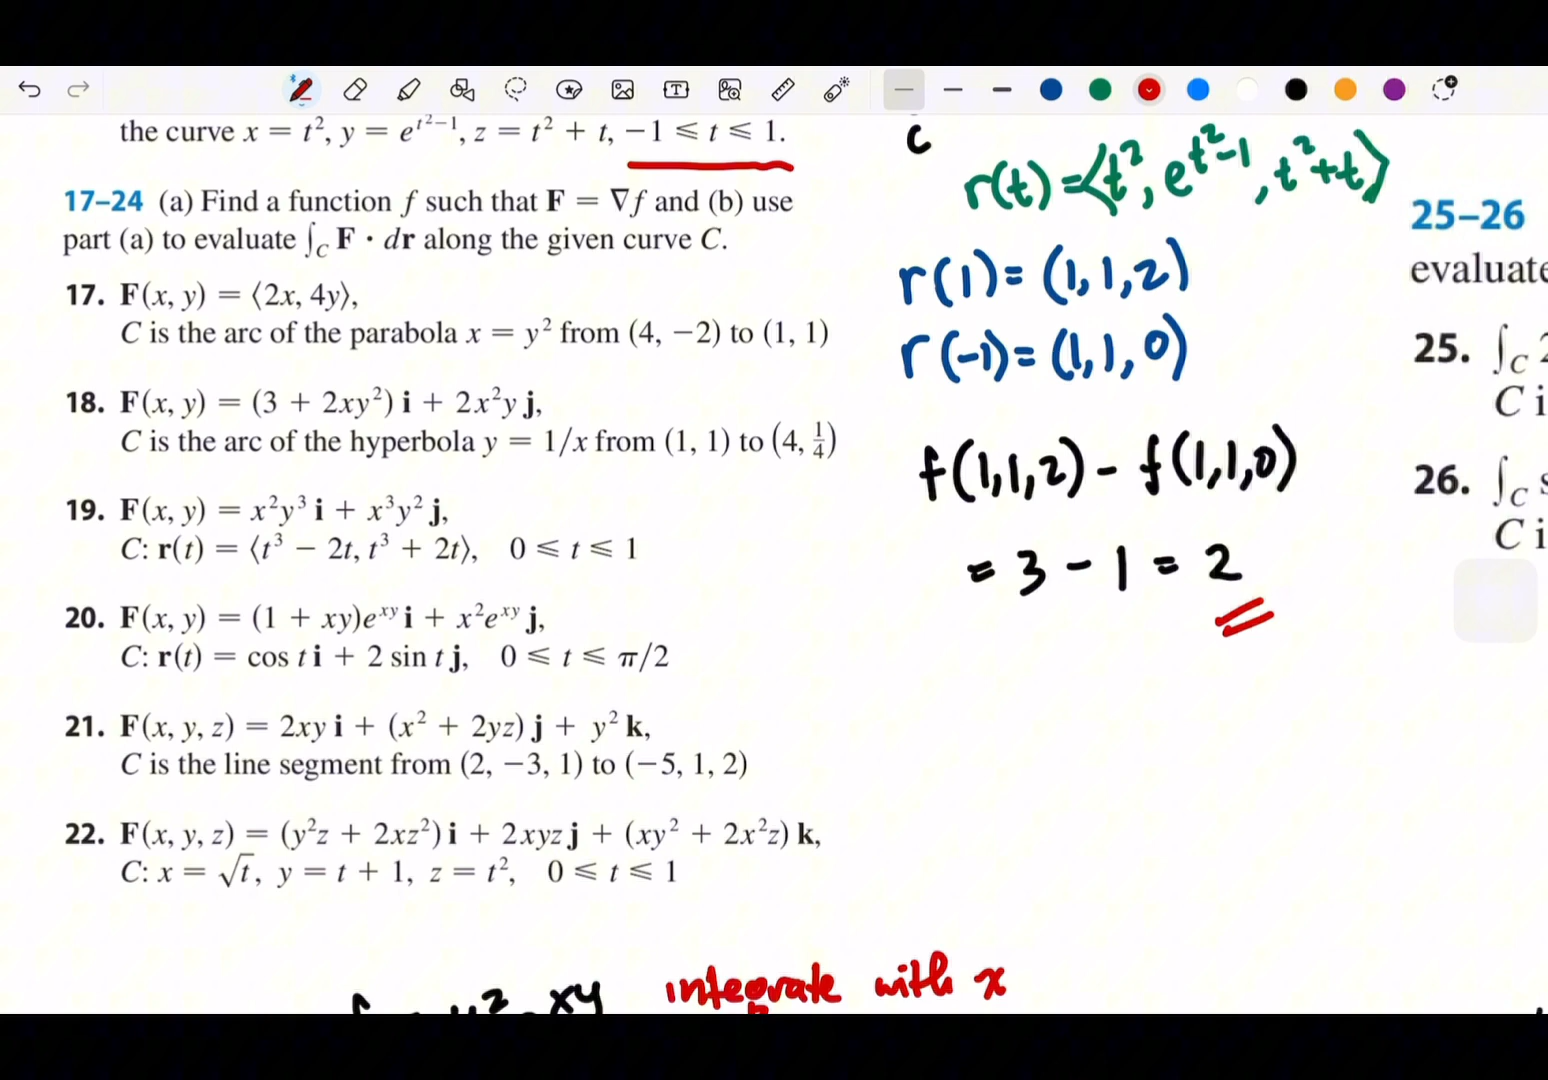 the curve x = t², y = e^(t²−1), z = t² + t, −1 ⩽ t ⩽ 1.
17–24 (a) Find a function f such that F = ∇f and (b) use
part (a) to evaluate ∫_C F · dr along the given curve C.
17. F(x, y) = ⟨2x, 4y⟩,
C is the arc of the parabola x = y² from (4, −2) to (1, 1)
18. F(x, y) = (3 + 2xy²) i + 2x²y j,
C is the arc of the hyperbola y = 1/x from (1, 1) to (4, 1/4)
19. F(x, y) = x²y³ i + x³y² j,
C: r(t) = ⟨t³ − 2t, t³ + 2t⟩, 0 ⩽ t ⩽ 1
20. F(x, y) = (1 + xy)e^(xy) i + x²e^(xy) j,
C: r(t) = cos t i + 2 sin t j, 0 ⩽ t ⩽ π/2
21. F(x, y, z) = 2xy i + (x² + 2yz) j + y² k,
C is the line segment from (2, −3, 1) to (−5, 1, 2)
22. F(x, y, z) = (y²z + 2xz²) i + 2xyz j + (xy² + 2x²z) k,
C: x = √t, y = t + 1, z = t², 0 ⩽ t ⩽ 1
C
r(t) = ⟨t², e^(t²−1), t²+t⟩
r(1) = (1, 1, 2)
r(−1) = (1, 1, 0)
f(1,1,2) − f(1,1,0)
= 3 − 1 = 2
25–26
evaluate
25. ∫_C 2
C i
26. ∫_C s
C i
xy integrate with x